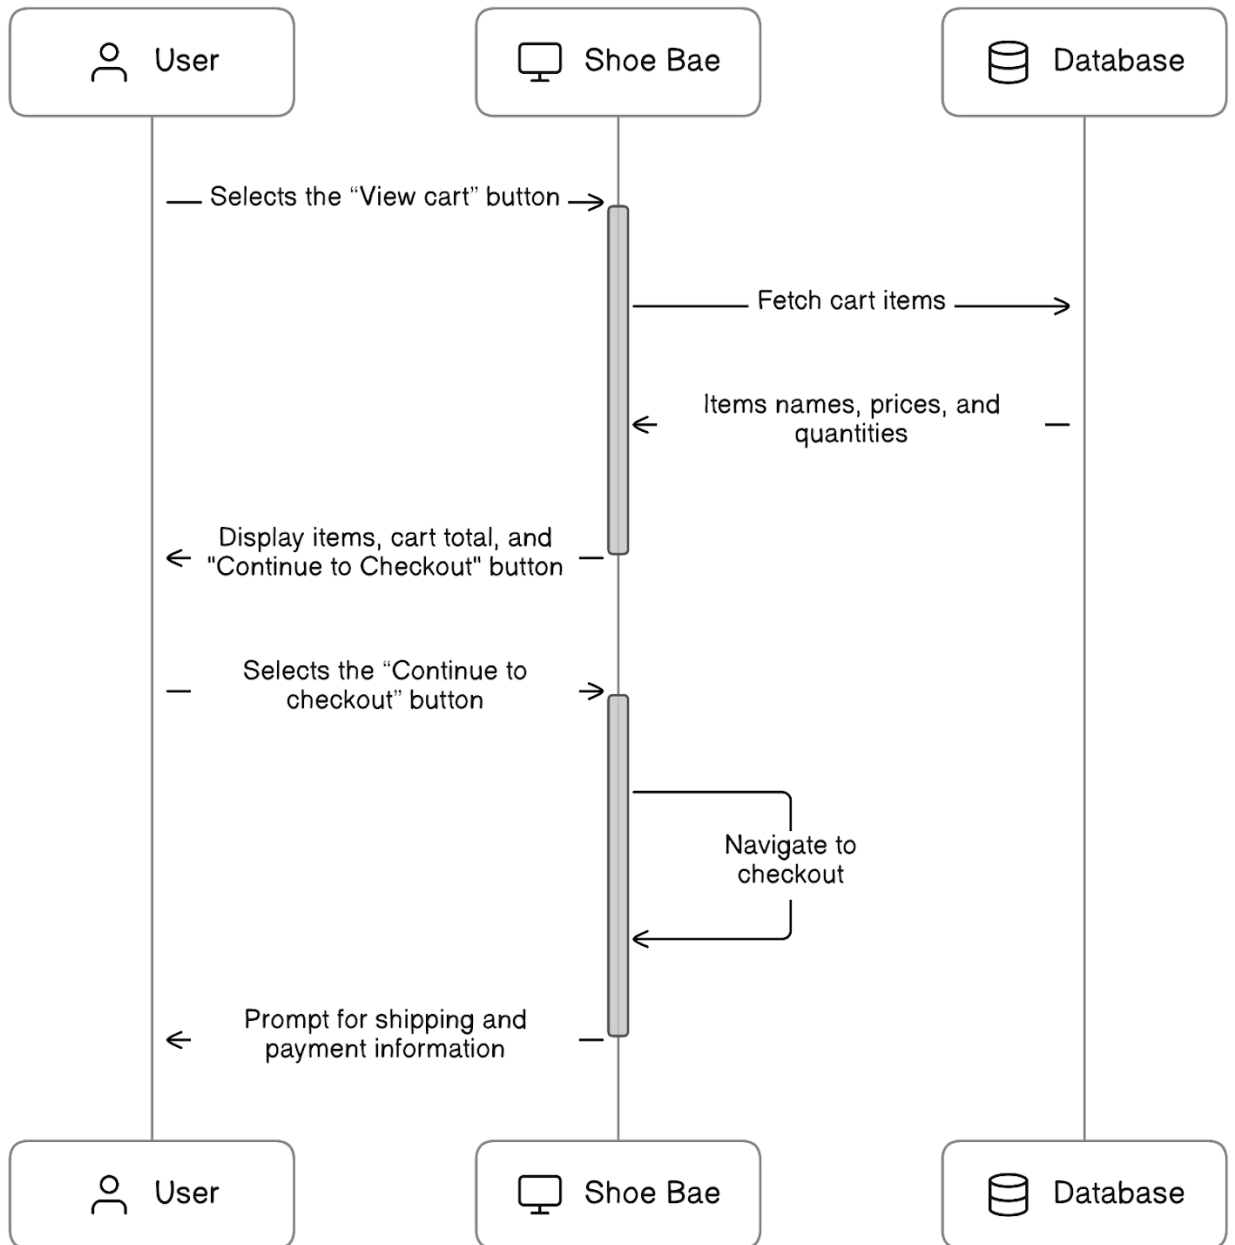 User
Shoe Bae
Database
Selects the “View cart” button
Fetch cart items
Items names, prices, and
quantities
Display items, cart total, and
"Continue to Checkout" button
Selects the “Continue to
checkout” button
Navigate to
checkout
Prompt for shipping and
payment information
User
Shoe Bae
Database